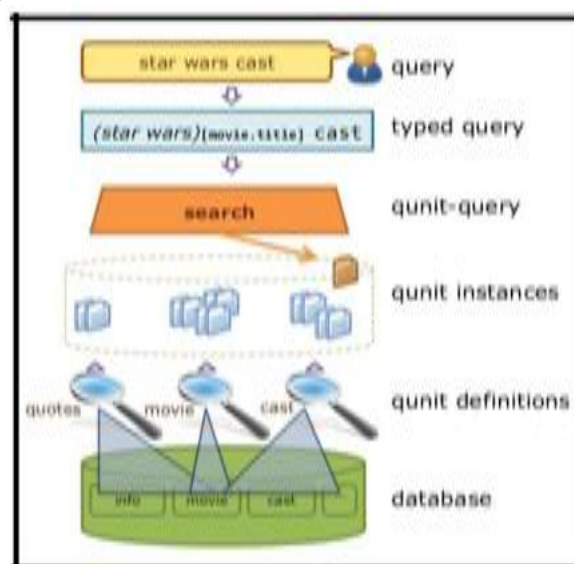 star wars cast
query
(star wars)[movie.title] cast
typed query
search
qunit-query
qunit instances
quotes
movie
cast
qunit definitions
info
movie
cast
database